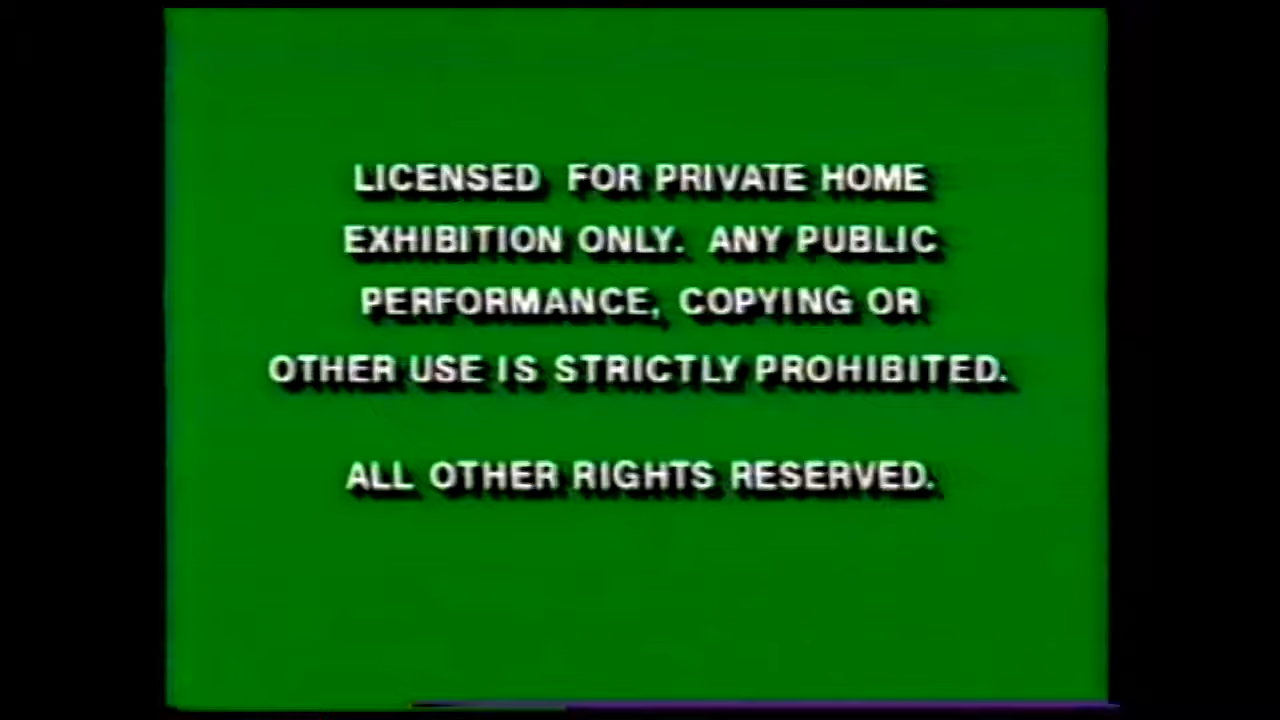 LICENSED FOR PRIVATE HOME
EXHIBITION ONLY. ANY PUBLIC
PERFORMANCE, COPYING OR
OTHER USE IS STRICTLY PROHIBITED.
ALL OTHER RIGHTS RESERVED.